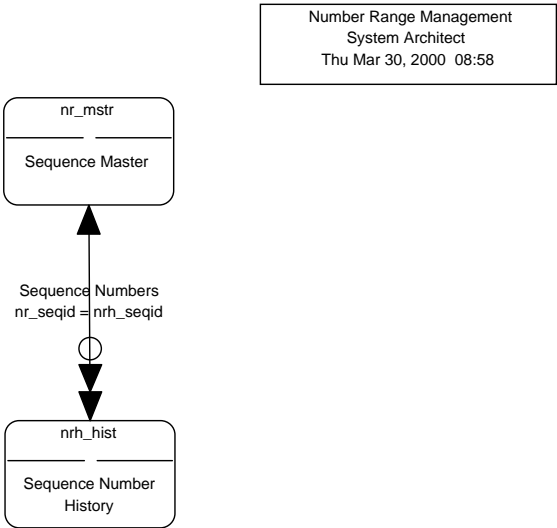 Number Range Management
System Architect
Thu Mar 30, 2000 08:58
nr_mstr
Sequence Master
Sequence Numbers
nr_seqid = nrh_seqid
nrh_hist
Sequence Number
History